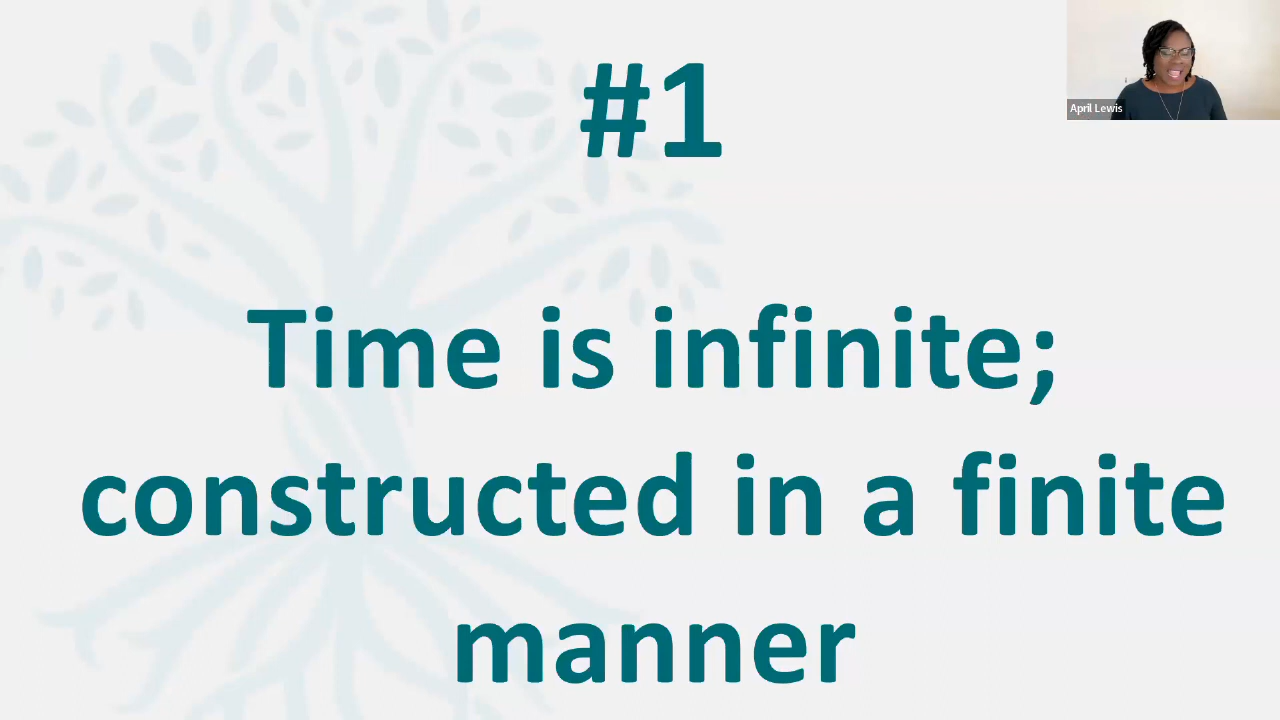 #1
April Lewis
Time is infinite;
constructed in a finite
manner